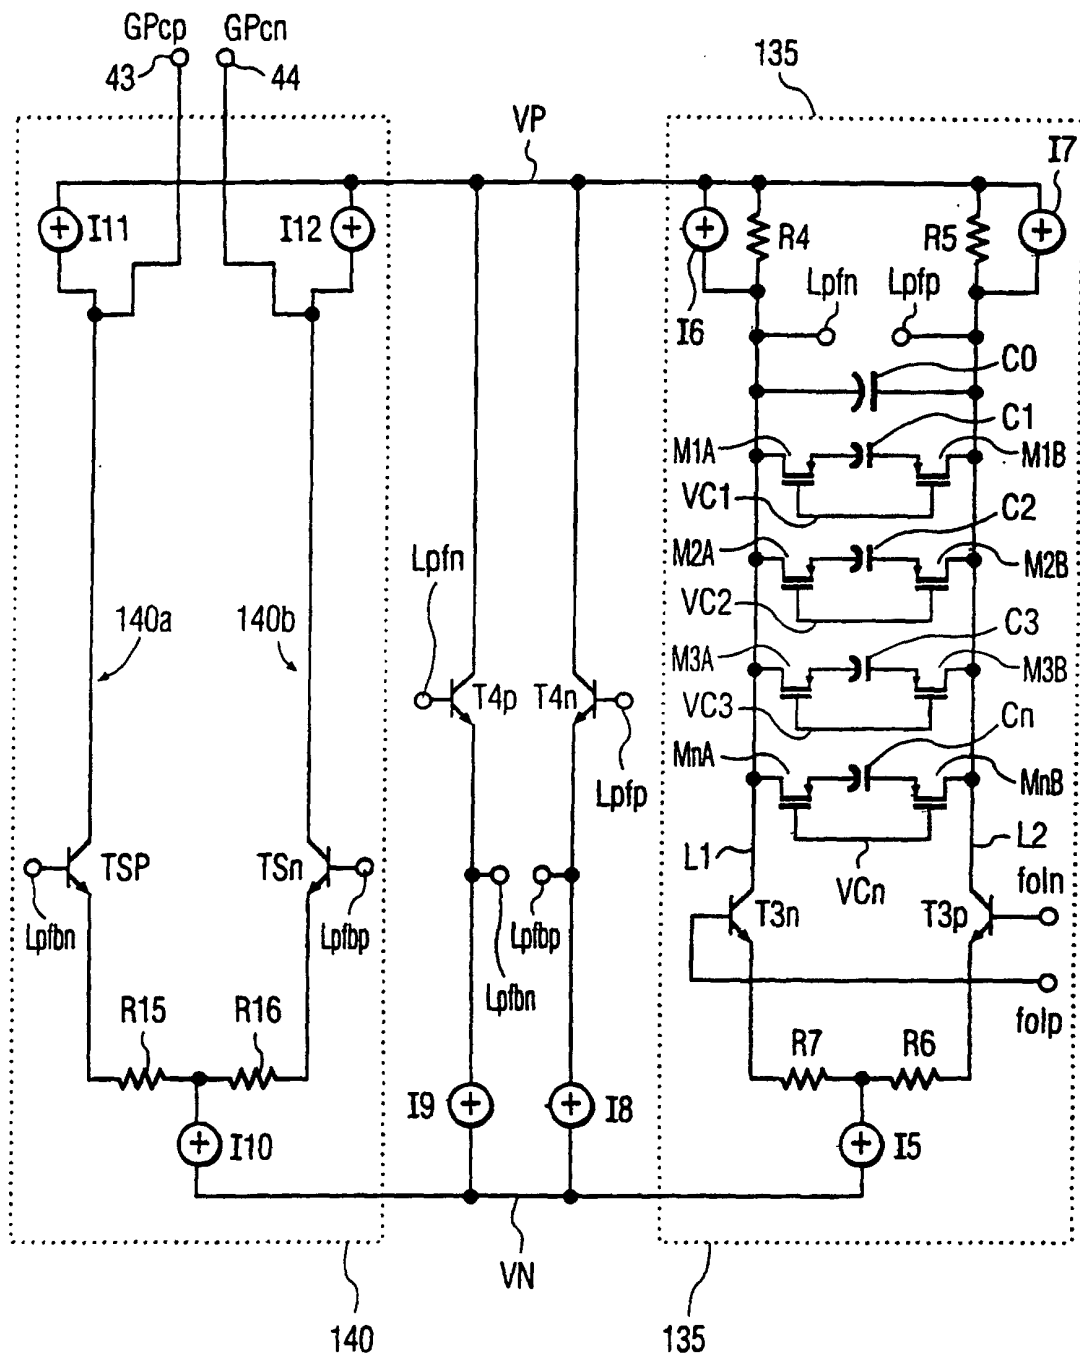 GPcp GPcn
43 44
135
VP
I7
I11 I12
R4 R5
I6
Lpfn Lpfp
C0
C1
M1A M1B
VC1
C2
M2A M2B
VC2
C3
M3A M3B
VC3
Cn
MnA MnB
VCn
L1 L2
Lpfn
140a 140b
T4p T4n
Lpfp
TSP TSn
Lpfbn Lpfbp
Lpfbp
Lpfbn
T3n T3p
foln
folp
R15 R16
R7 R6
I9 I8
I10 I5
VN
140 135